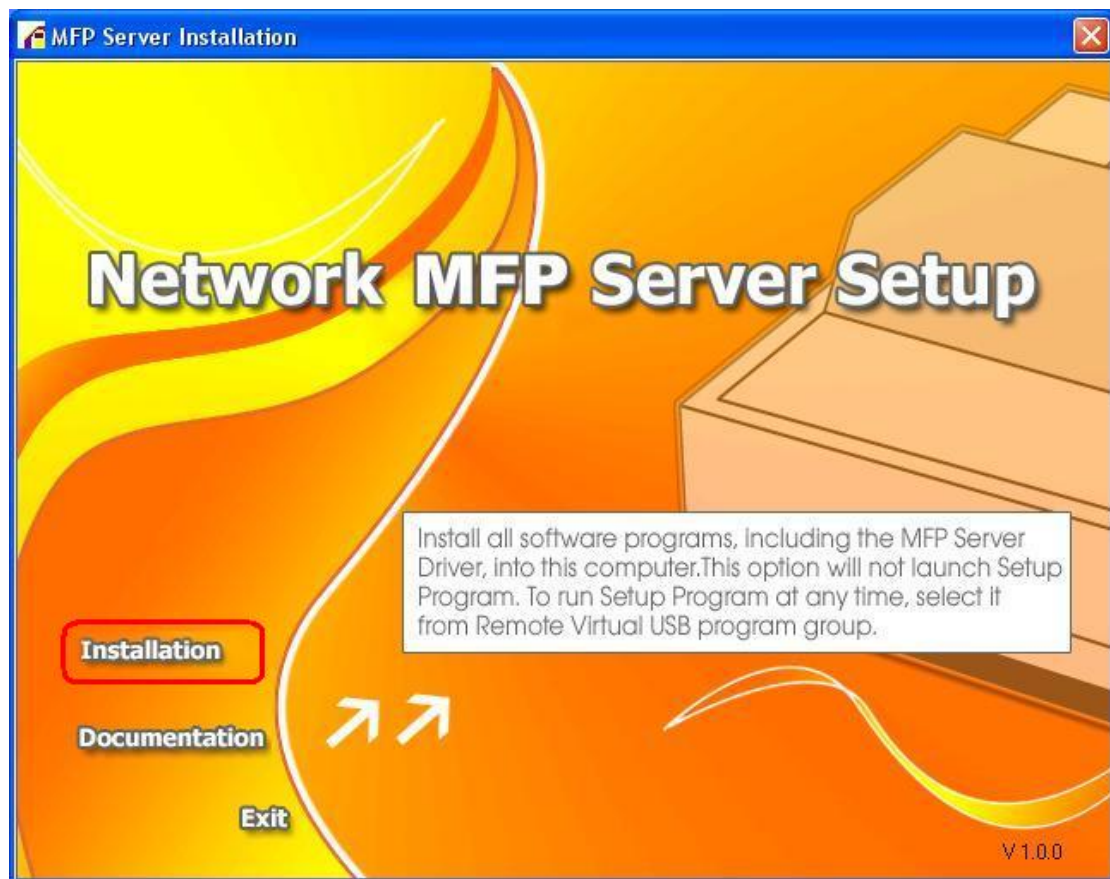 MFP Server Installation
Network MFP Server Setup
Install all software programs, including the MFP Server
Driver, into this computer.This option will not launch Setup
Program. To run Setup Program at any time, select it
from Remote Virtual USB program group.
Installation
Documentation
Exit
V 1.0.0